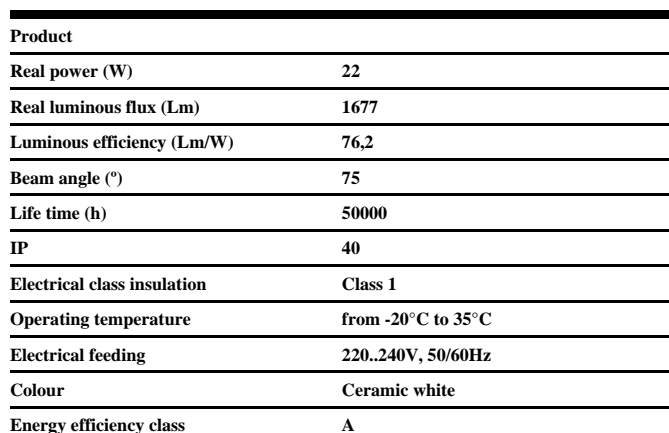 Product
Real power (W) 22
Real luminous flux (Lm) 1677
Luminous efficiency (Lm/W) 76,2
Beam angle (º) 75
Life time (h) 50000
IP 40
Electrical class insulation Class 1
Operating temperature from -20°C to 35°C
Electrical feeding 220..240V, 50/60Hz
Colour Ceramic white
Energy efficiency class A